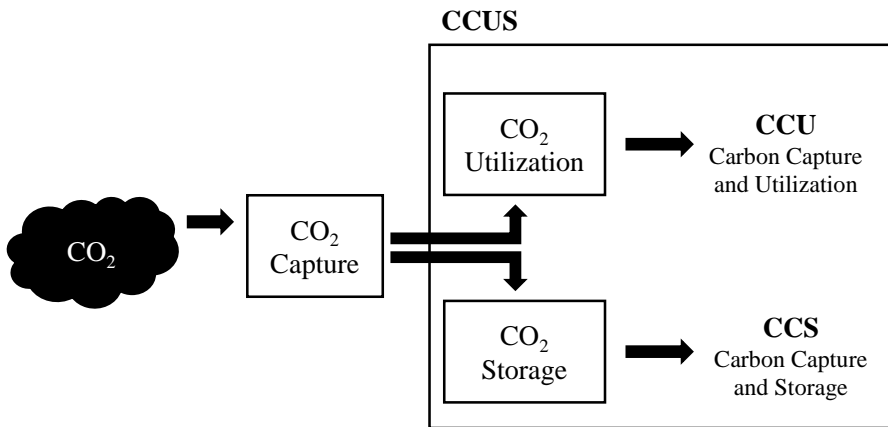 CCUS
CO₂
Utilization
CCU
Carbon Capture
and Utilization
CO₂
CO₂
Capture
CO₂
Storage
CCS
Carbon Capture
and Storage